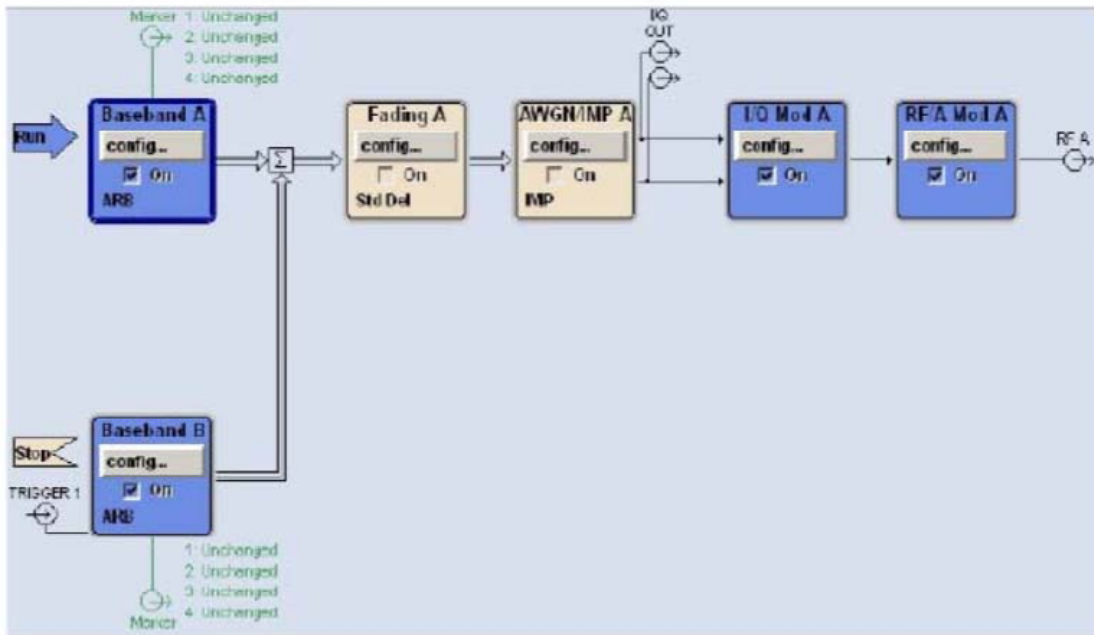 Marker 1: Unchanged
2: Unchanged
3: Unchanged
4: Unchanged
I/Q
OUT
Run
Baseband A
config...
On
ARB
Σ
Fading A
config...
On
Std Del
AWGN/IMP A
config...
On
IMP
I/Q Mod A
config...
On
RF/A Mod A
config...
On
RF A
Stop
TRIGGER 1
Baseband B
config...
On
ARB
1: Unchanged
2: Unchanged
3: Unchanged
4: Unchanged
Marker